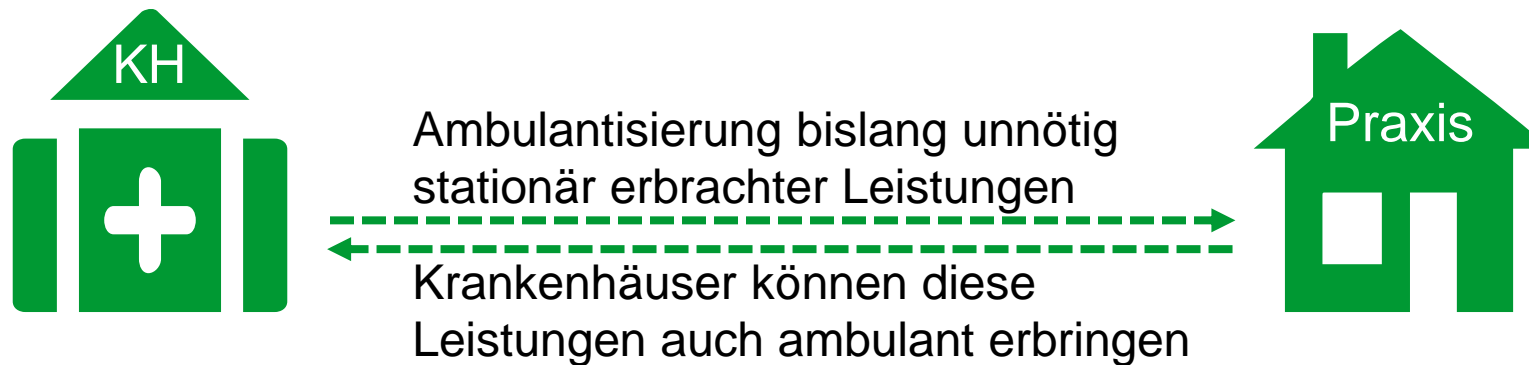 KH
Ambulantisierung bislang unnötig
stationär erbrachter Leistungen
Praxis
Krankenhäuser können diese
Leistungen auch ambulant erbringen